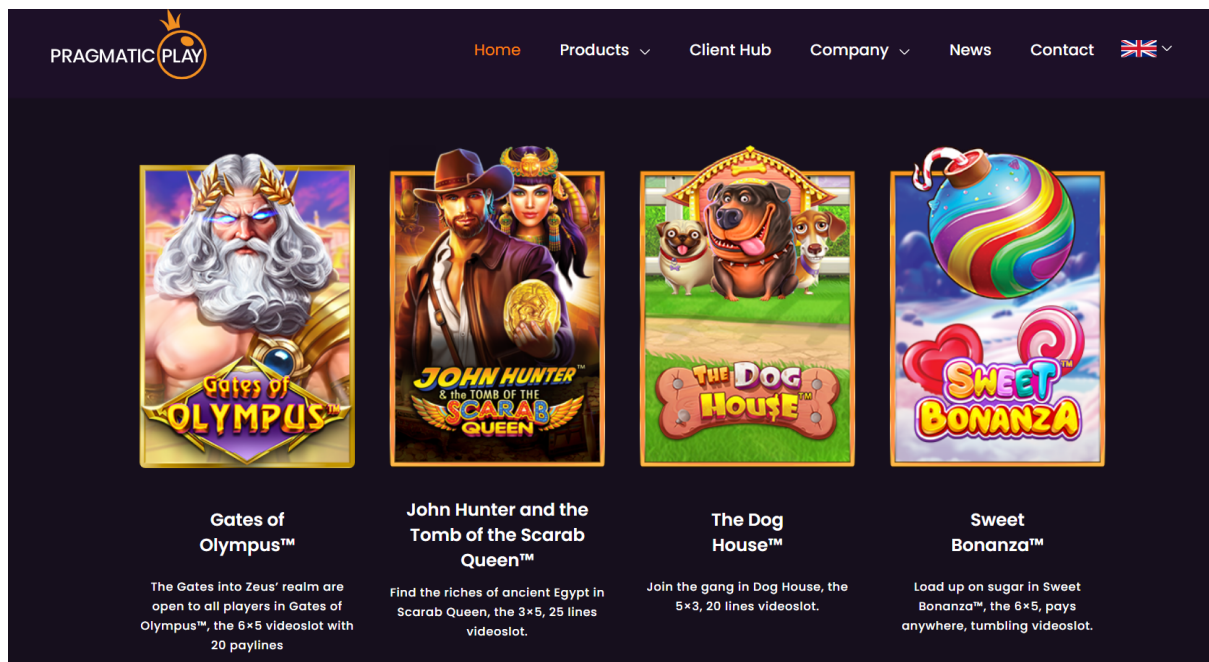 PRAGMATIC PLAY
Home Products Client Hub Company News Contact
Gates of
OLYMPUS™
JOHN HUNTER™
& the TOMB OF THE
SCARAB
QUEEN
THE DOG
HOU$E™
SWEET™
BONANZA
Gates of
Olympus™
The Gates into Zeus’ realm are
open to all players in Gates of
Olympus™, the 6×5 videoslot with
20 paylines
John Hunter and the
Tomb of the Scarab
Queen™
Find the riches of ancient Egypt in
Scarab Queen, the 3×5, 25 lines
videoslot.
The Dog
House™
Join the gang in Dog House, the
5×3, 20 lines videoslot.
Sweet
Bonanza™
Load up on sugar in Sweet
Bonanza™, the 6×5, pays
anywhere, tumbling videoslot.